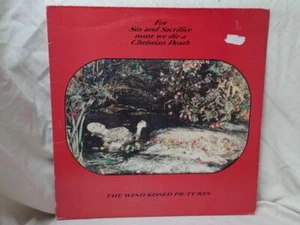 For
Sin and Sacrifice
must we die a
Christian Death
THE WIND KISSED PICTURES